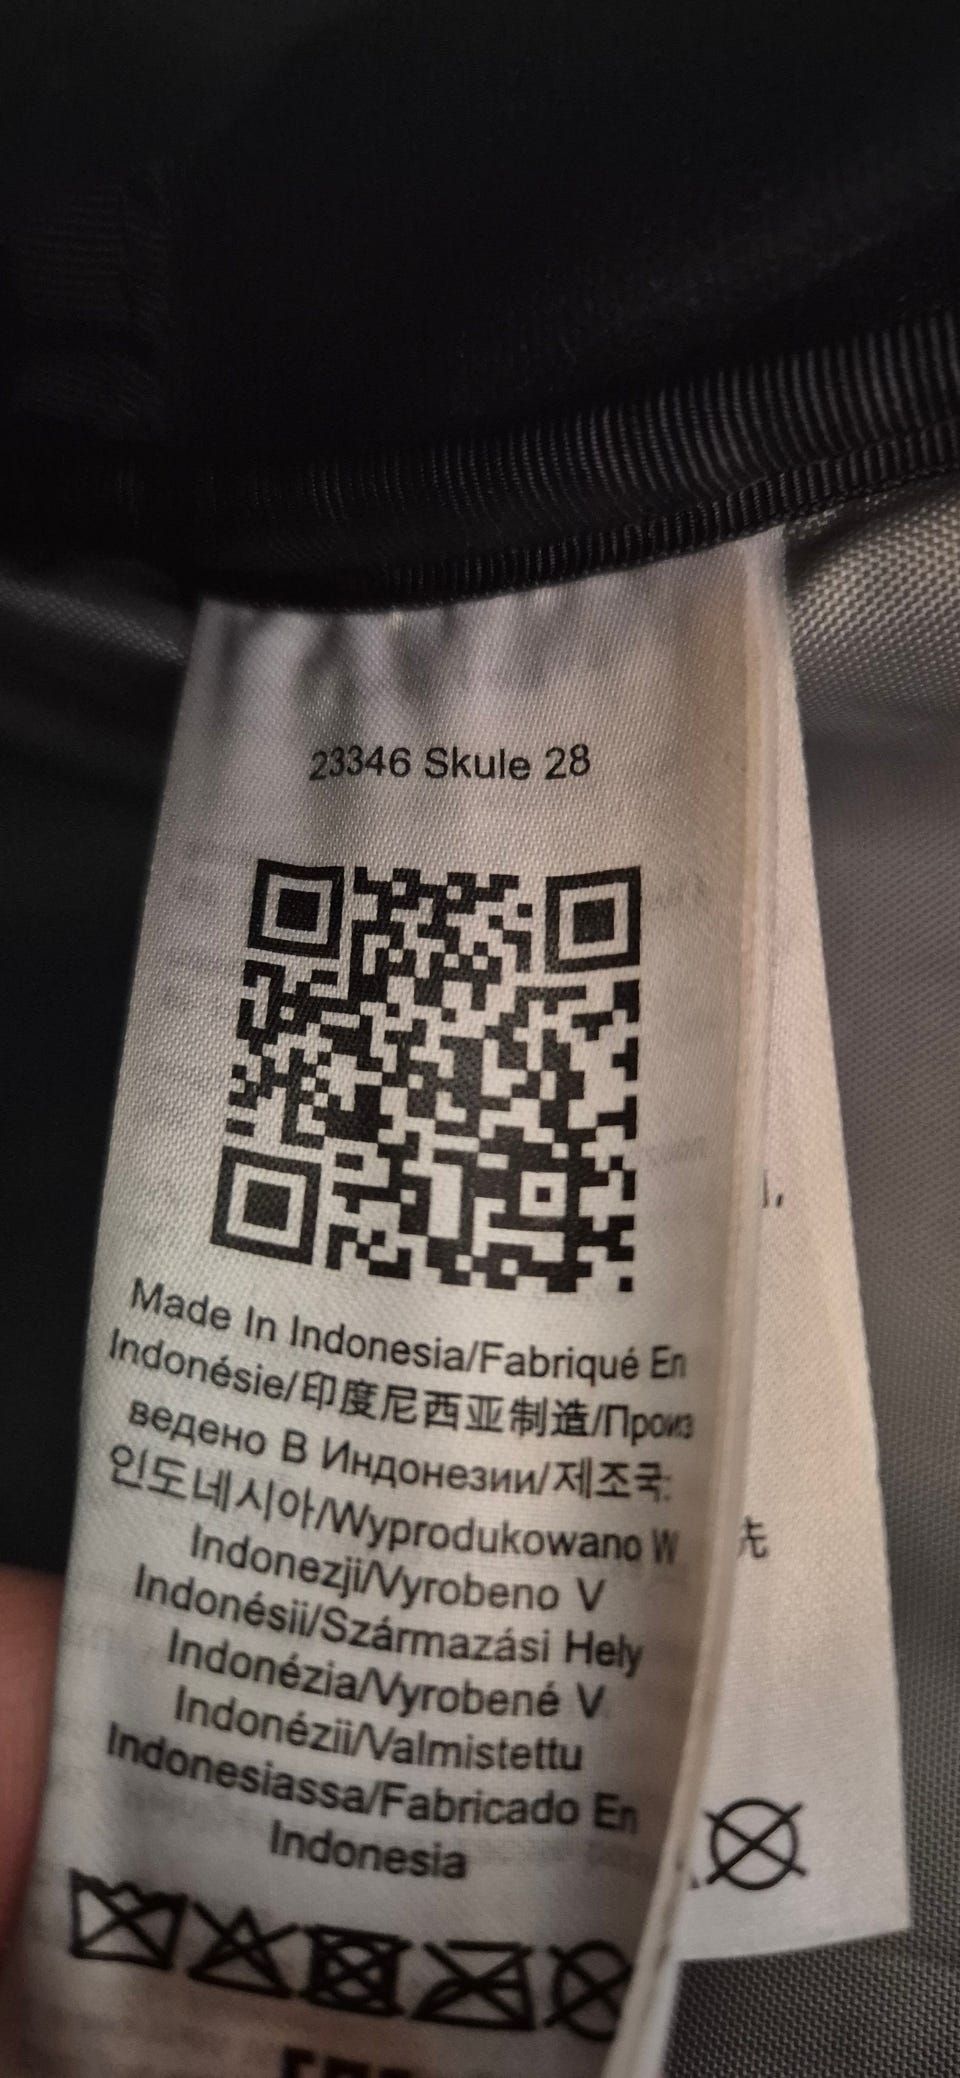 23346 Skule 28
Made In Indonesia/Fabriqué En
Indonésie/印度尼西亚制造/Произ
ведено В Индонезии/제조국:
인도네시아/Wyprodukowano W
Indonezji/Vyrobeno V
Indonésii/Származási Hely
Indonézia/Vyrobené V
Indonézii/Valmistettu
Indonesiassa/Fabricado En
Indonesia
先